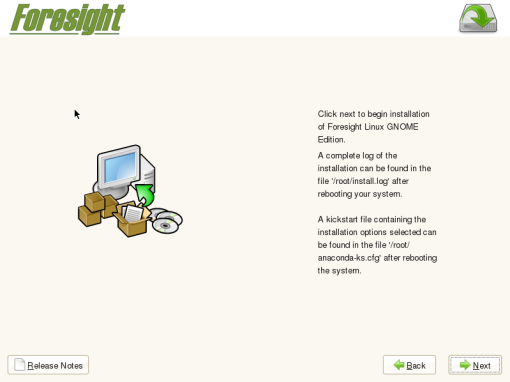 Foresight
Click next to begin installation
of Foresight Linux GNOME
Edition.
A complete log of the
installation can be found in the
file '/root/install.log' after
rebooting your system.
A kickstart file containing the
installation options selected can
be found in the file '/root/
anaconda-ks.cfg' after rebooting
the system.
Release Notes
Back
Next